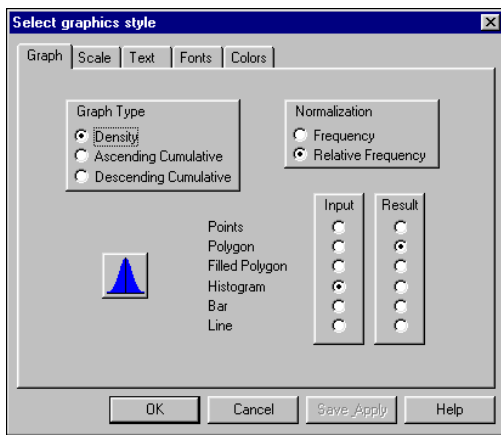 Select graphics style
Graph Scale Text Fonts Colors
Graph Type
Density
Ascending Cumulative
Descending Cumulative
Normalization
Frequency
Relative Frequency
Input Result
Points
Polygon
Filled Polygon
Histogram
Bar
Line
OK Cancel Save Apply Help